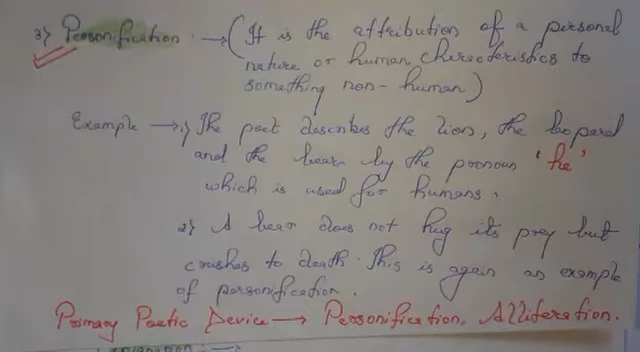 3) Personification → (It is the attribution of a personal
nature or human characteristics to
something non-human)
Example → 1) The poet describes the lion, the leopard
and the bear by the pronoun 'he'
which is used for humans.
2) A bear does not hug its prey but
crushes to death. This is again an example
of personification.
Primary Poetic Device → Personification, Alliteration.